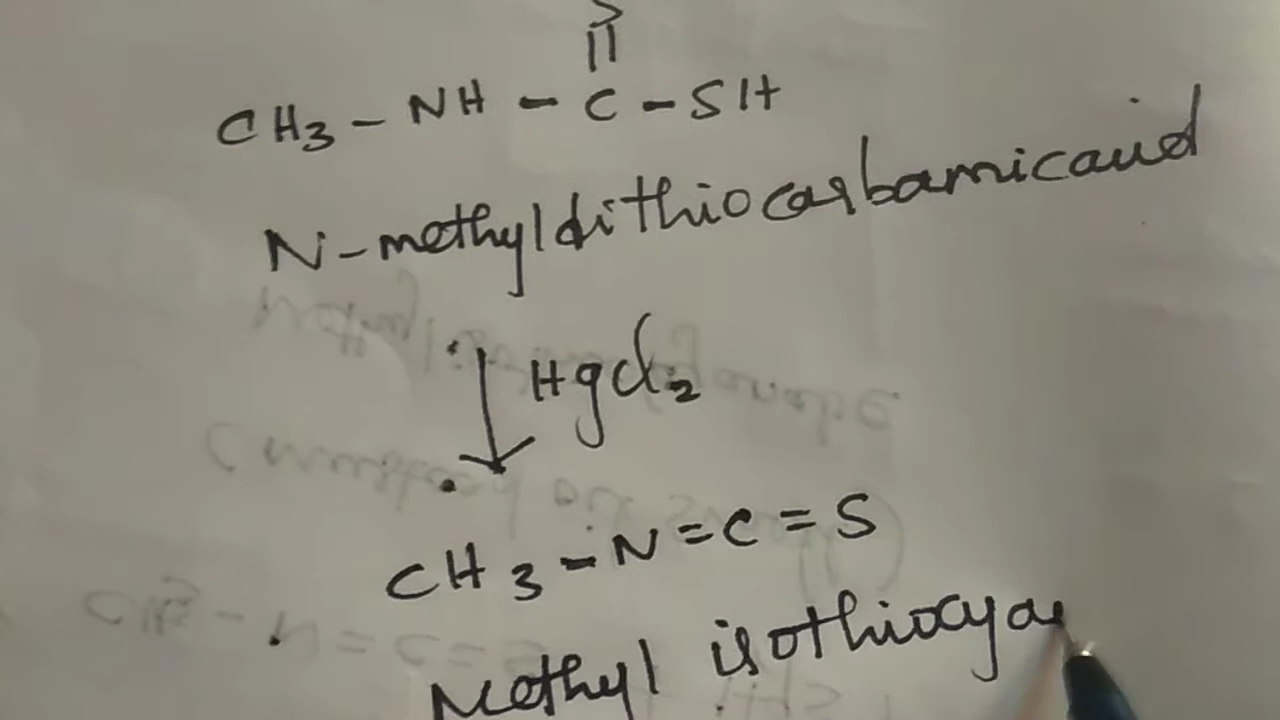 CH3 - NH - C - SH
N-methyldithiocarbamicacid
HgCl2
CH3 - N = C = S
Methyl isothiocya